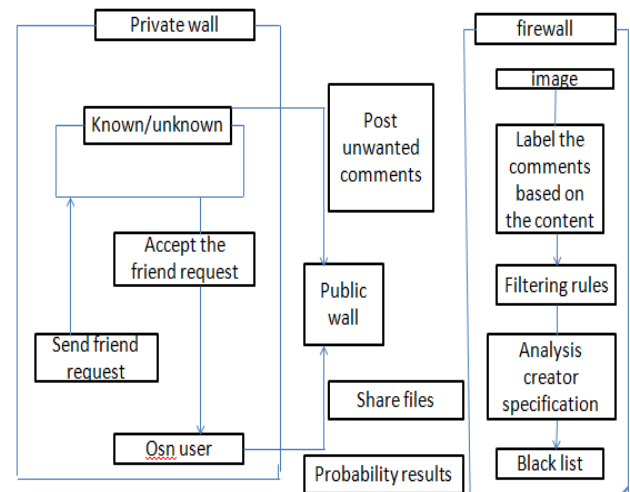 Private wall
firewall
image
Known/unknown
Post
unwanted
comments
Label the
comments
based on
the content
Accept the
friend request
Public
wall
Filtering rules
Send friend
request
Analysis
creator
specification
Share files
Osn user
Probability results
Black list